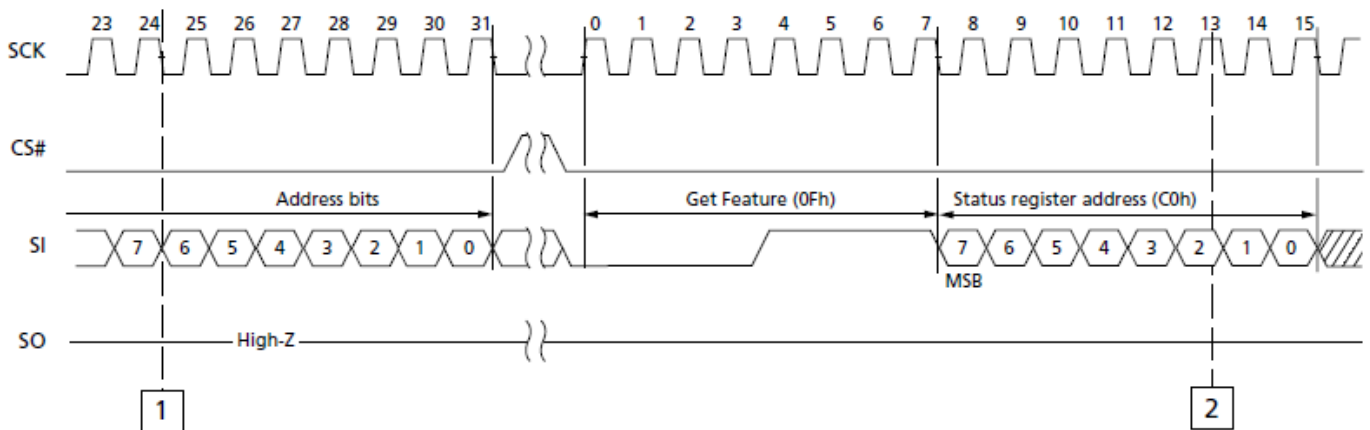 23 24 25 26 27 28 29 30 31 0 1 2 3 4 5 6 7 8 9 10 11 12 13 14 15
SCK
CS#
Address bits Get Feature (0Fh) Status register address (C0h)
SI 7 6 5 4 3 2 1 0 7 6 5 4 3 2 1 0
MSB
SO High-Z
1 2